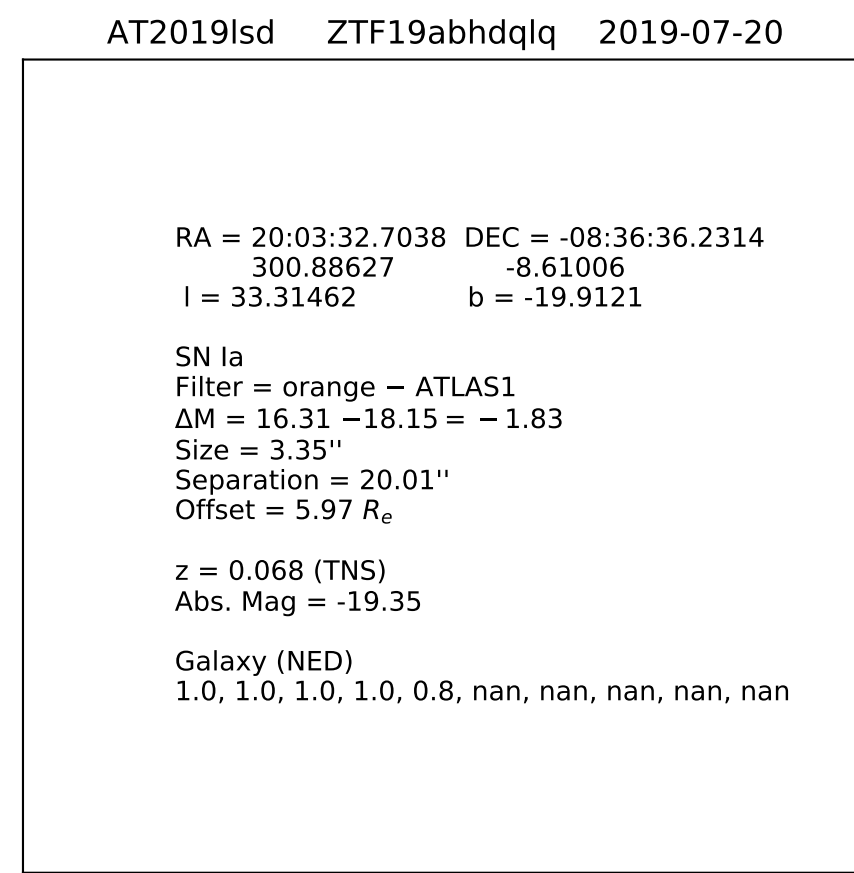 AT2019lsd ZTF19abhdqlq 2019-07-20
RA = 20:03:32.7038 DEC = -08:36:36.2314
300.88627 -8.61006
l = 33.31462 b = -19.9121
SN Ia
Filter = orange − ATLAS1
ΔM = 16.31 −18.15 = − 1.83
Size = 3.35''
Separation = 20.01''
Offset = 5.97 Re
z = 0.068 (TNS)
Abs. Mag = -19.35
Galaxy (NED)
1.0, 1.0, 1.0, 1.0, 0.8, nan, nan, nan, nan, nan